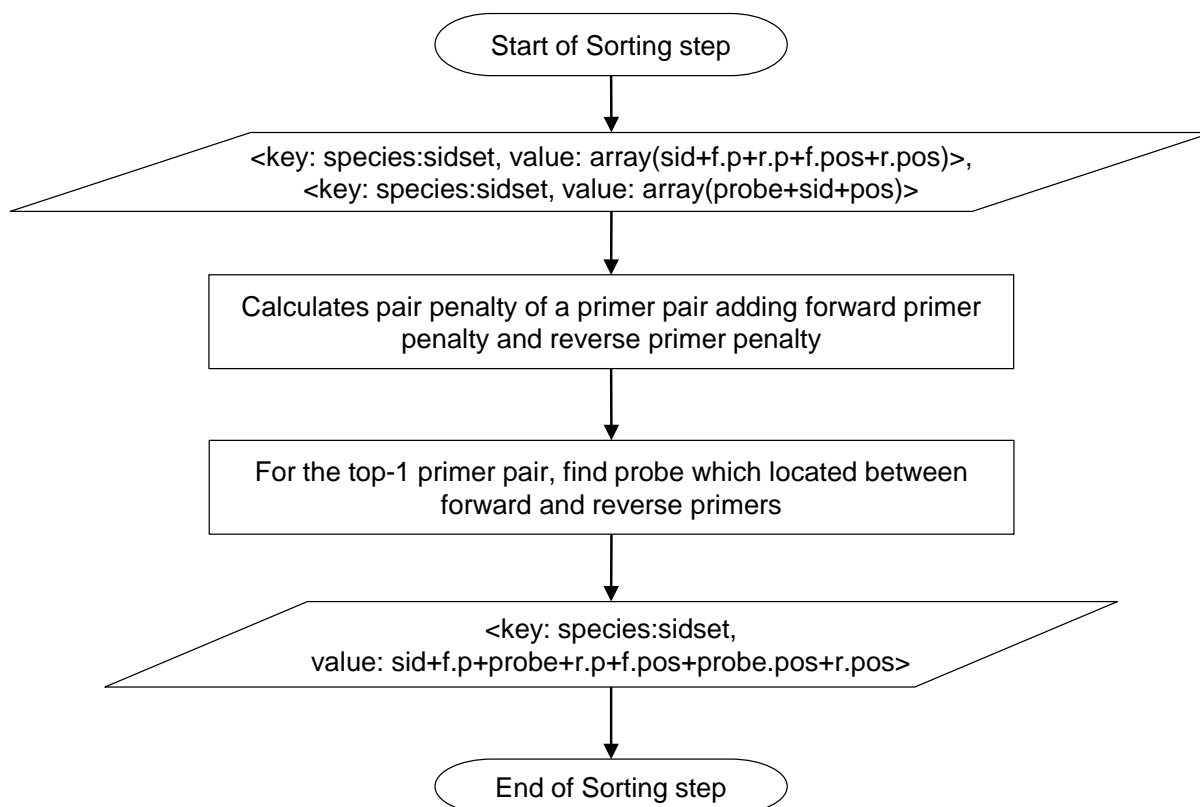 Start of Sorting step
<key: species:sidset, value: array(sid+f.p+r.p+f.pos+r.pos)>,
<key: species:sidset, value: array(probe+sid+pos)>
Calculates pair penalty of a primer pair adding forward primer
penalty and reverse primer penalty
For the top-1 primer pair, find probe which located between
forward and reverse primers
<key: species:sidset,
value: sid+f.p+probe+r.p+f.pos+probe.pos+r.pos>
End of Sorting step